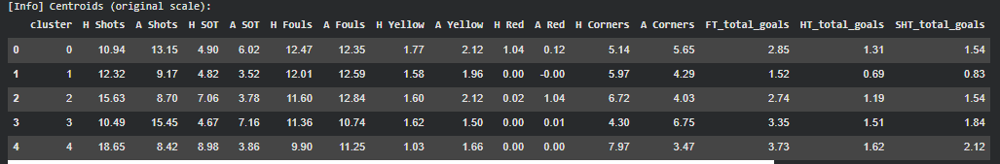 [Info] Centroids (original scale):
cluster H Shots A Shots H SOT A SOT H Fouls A Fouls H Yellow A Yellow H Red A Red H Corners A Corners FT_total_goals HT_total_goals SHT_total_goals
0 0 10.94 13.15 4.90 6.02 12.47 12.35 1.77 2.12 1.04 0.12 5.14 5.65 2.85 1.31 1.54
1 1 12.32 9.17 4.82 3.52 12.01 12.59 1.58 1.96 0.00 -0.00 5.97 4.29 1.52 0.69 0.83
2 2 15.63 8.70 7.06 3.78 11.60 12.84 1.60 2.12 0.02 1.04 6.72 4.03 2.74 1.19 1.54
3 3 10.49 15.45 4.67 7.16 11.36 10.74 1.62 1.50 0.00 0.01 4.30 6.75 3.35 1.51 1.84
4 4 18.65 8.42 8.98 3.86 9.90 11.25 1.03 1.66 0.00 0.00 7.97 3.47 3.73 1.62 2.12